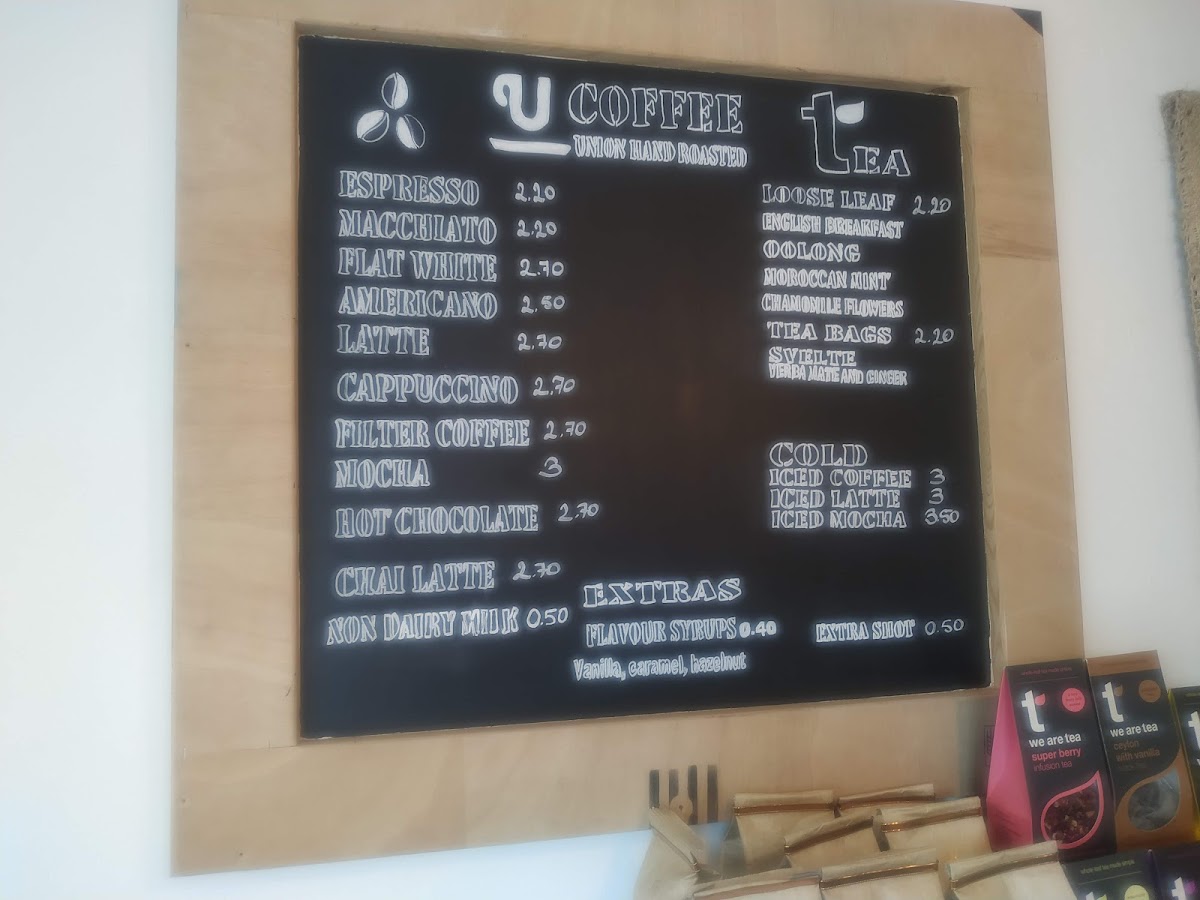 U COFFEE
UNION HAND ROASTED
ESPRESSO 2.20
MACCHIATO 2.20
FLAT WHITE 2.70
AMERICANO 2.50
LATTE 2.70
CAPPUCCINO 2.70
FILTER COFFEE 2.70
MOCHA 3
HOT CHOCOLATE 2.70
CHAI LATTE 2.70
NON DAIRY MILK 0.50
tEA
LOOSE LEAF 2.20
ENGLISH BREAKFAST
OOLONG
MOROCCAN MINT
CHAMOMILE FLOWERS
TEA BAGS 2.20
SVELTE
YERBA MATE AND GINGER
COLD
ICED COFFEE 3
ICED LATTE 3
ICED MOCHA 3.50
EXTRAS
FLAVOUR SYRUPS 0.40
Vanilla, caramel, hazelnut
EXTRA SHOT 0.50
t
we are tea
super berry
infusion tea
t
we are tea
ceylon
with vanilla
black tea
t
t